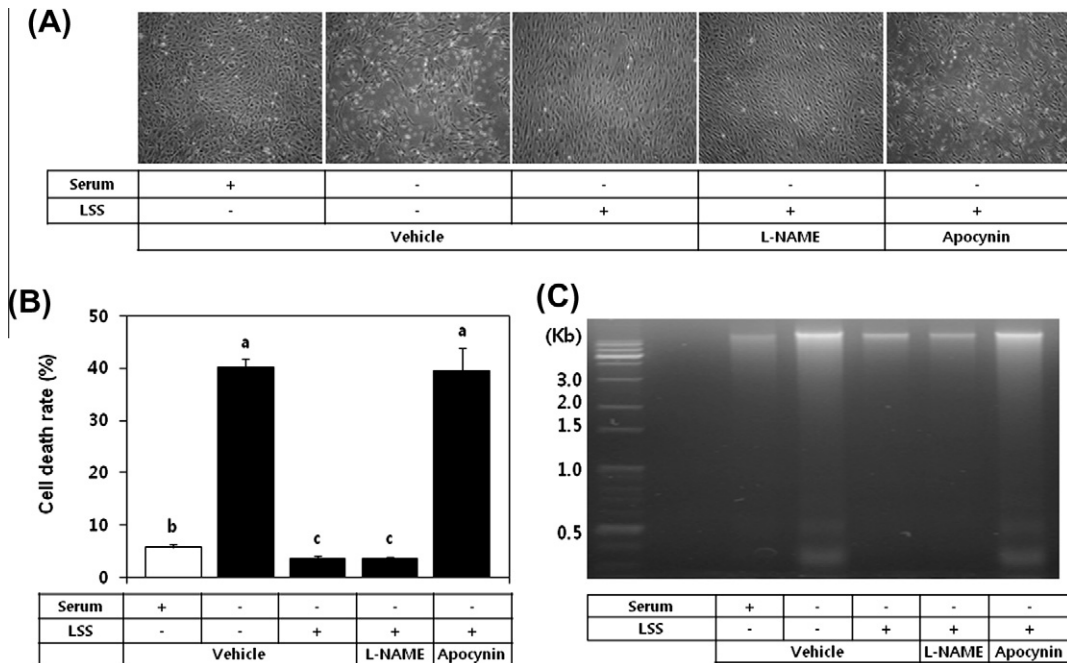 (A)
Serum + - - - -
LSS - - + + +
Vehicle L-NAME Apocynin
(B)
Cell death rate (%)
50
40
30
20
10
0
b a c c a
Serum + - - - -
LSS - - + + +
Vehicle L-NAME Apocynin
(C)
(Kb)
3.0
2.0
1.5
1.0
0.5
Serum + - - - -
LSS - - + + +
Vehicle L-NAME Apocynin